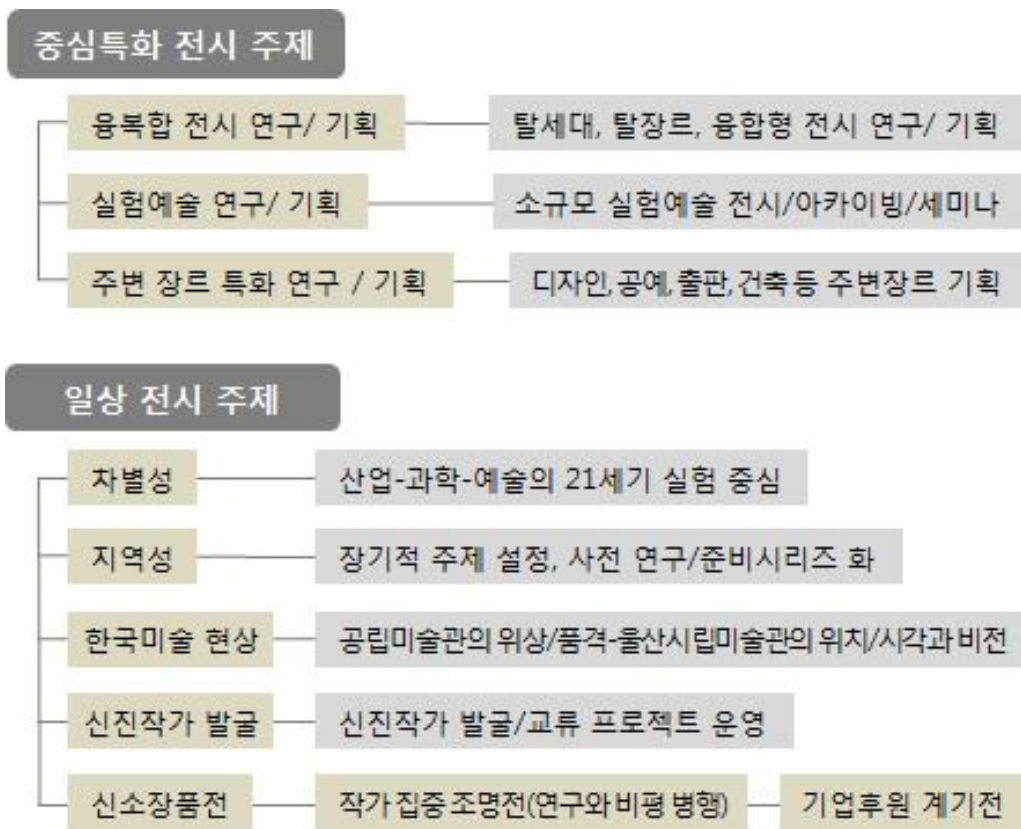 중심특화 전시 주제
융복합 전시 연구/ 기획 탈세대, 탈장르, 융합형 전시 연구/ 기획
실험예술 연구/ 기획 소규모 실험예술 전시/아카이빙/세미나
주변 장르 특화 연구 / 기획 디자인, 공예, 출판, 건축 등 주변장르 기획
일상 전시 주제
차별성 산업-과학-예술의 21세기 실험 중심
지역성 장기적 주제 설정, 사전 연구/준비시리즈 화
한국미술 현상 공립미술관의 위상/품격-울산시립미술관의 위치/시각과 비전
신진작가 발굴 신진작가 발굴/교류 프로젝트 운영
신소장품전 작가 집중 조명전(연구와 비평 병행) 기업후원 계기전